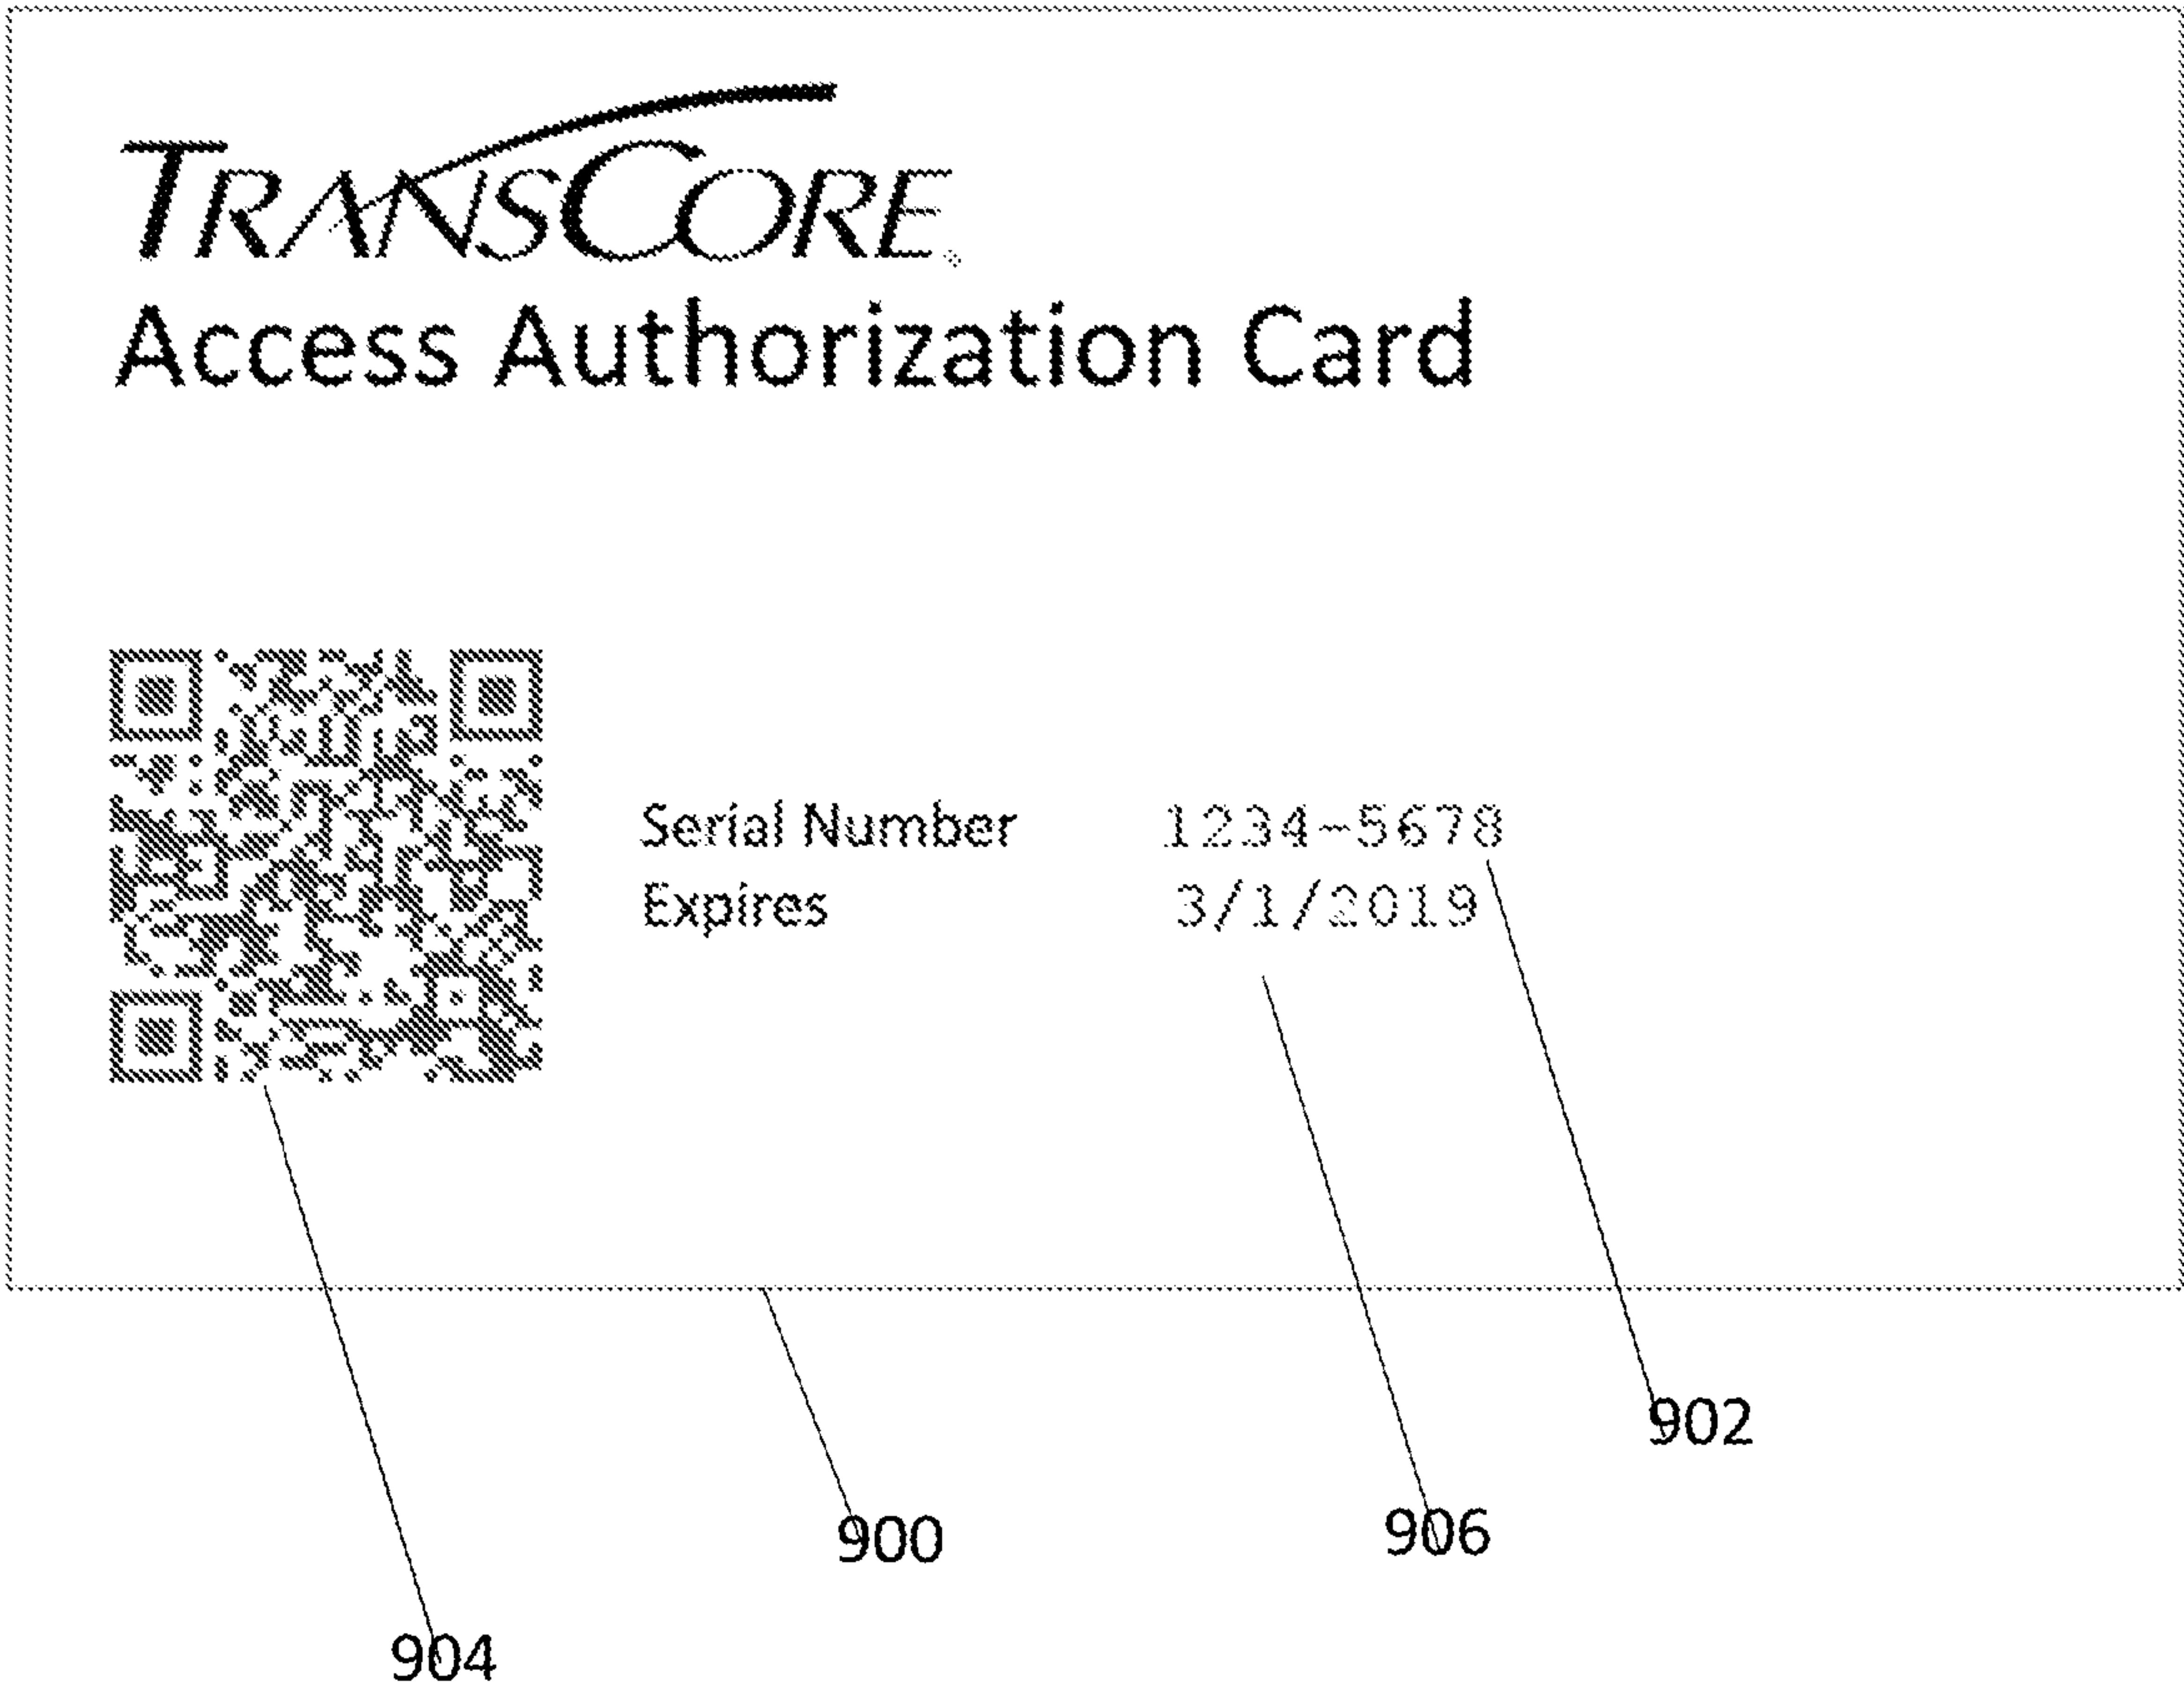 TRANSCORE
Access Authorization Card
Serial Number 1234-5678
Expires 3/1/2019
902
906
900
904